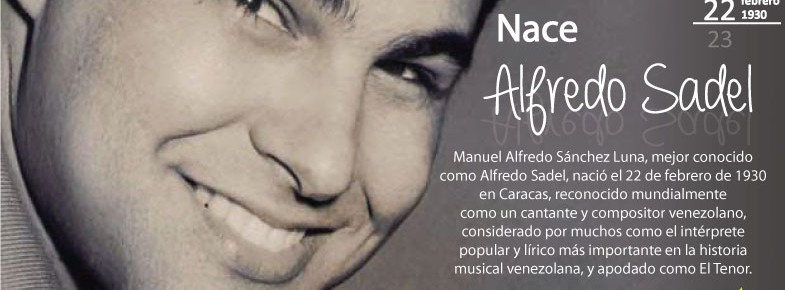 22 febrero
1930
23
Nace
Alfredo Sadel
Manuel Alfredo Sánchez Luna, mejor conocido
como Alfredo Sadel, nació el 22 de febrero de 1930
en Caracas, reconocido mundialmente
como un cantante y compositor venezolano,
considerado por muchos como el intérprete
popular y lírico más importante en la historia
musical venezolana, y apodado como El Tenor.